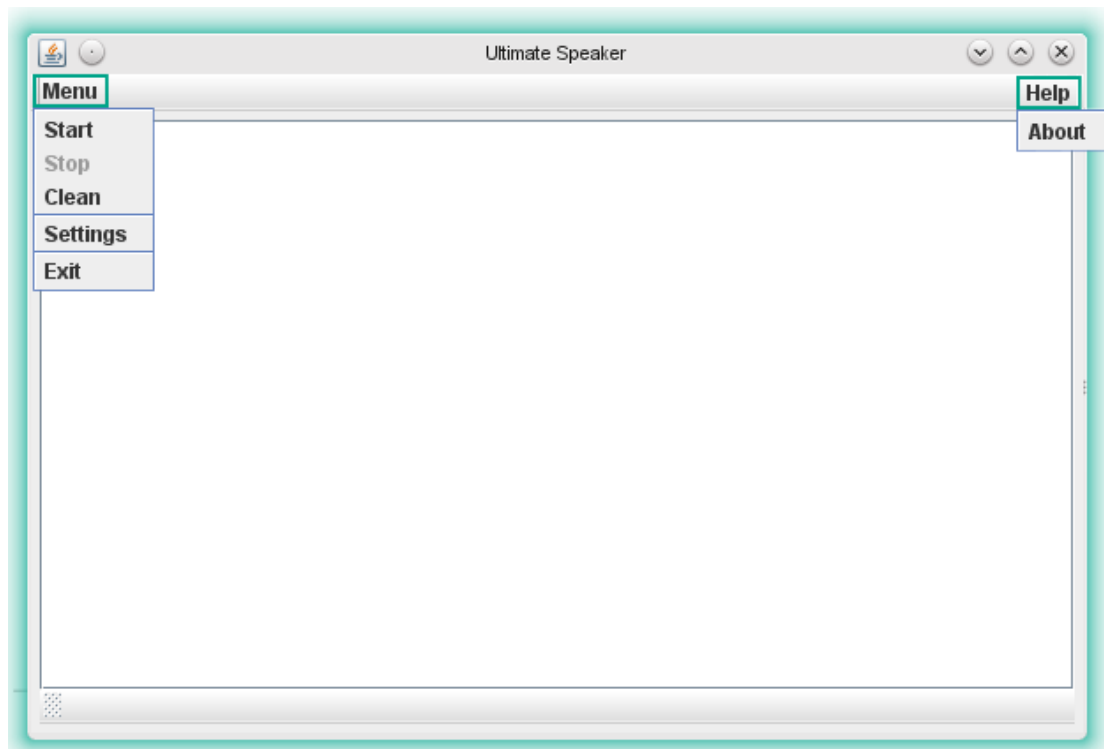 Ultimate Speaker
Menu
Help
Start
About
Stop
Clean
Settings
Exit